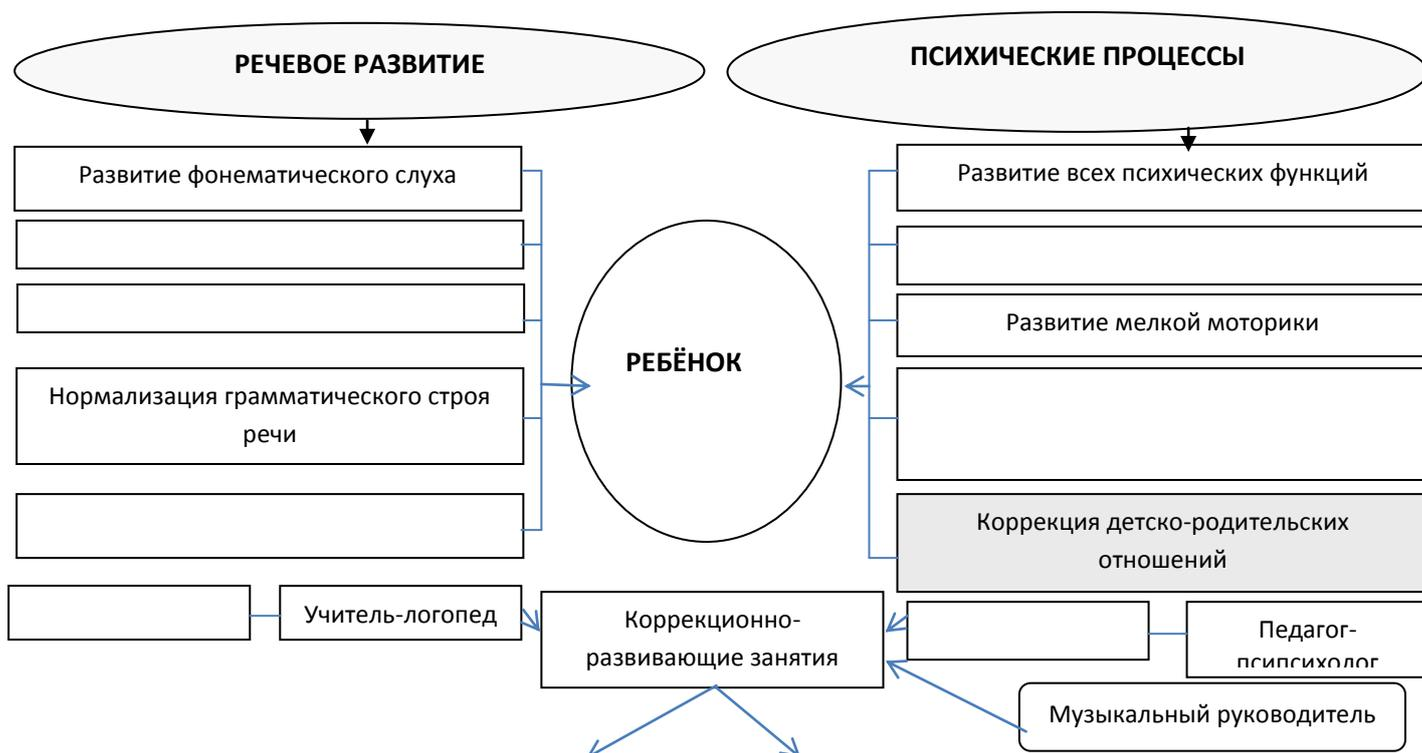 РЕЧЕВОЕ РАЗВИТИЕ
ПСИХИЧЕСКИЕ ПРОЦЕССЫ
Развитие фонематического слуха
Развитие всех психических функций
Развитие мелкой моторики
РЕБЁНОК
Нормализация грамматического строя
речи
Коррекция детско-родительских
отношений
Учитель-логопед
Коррекционно-
развивающие занятия
Педагог-
псипсихолог
Музыкальный руководитель